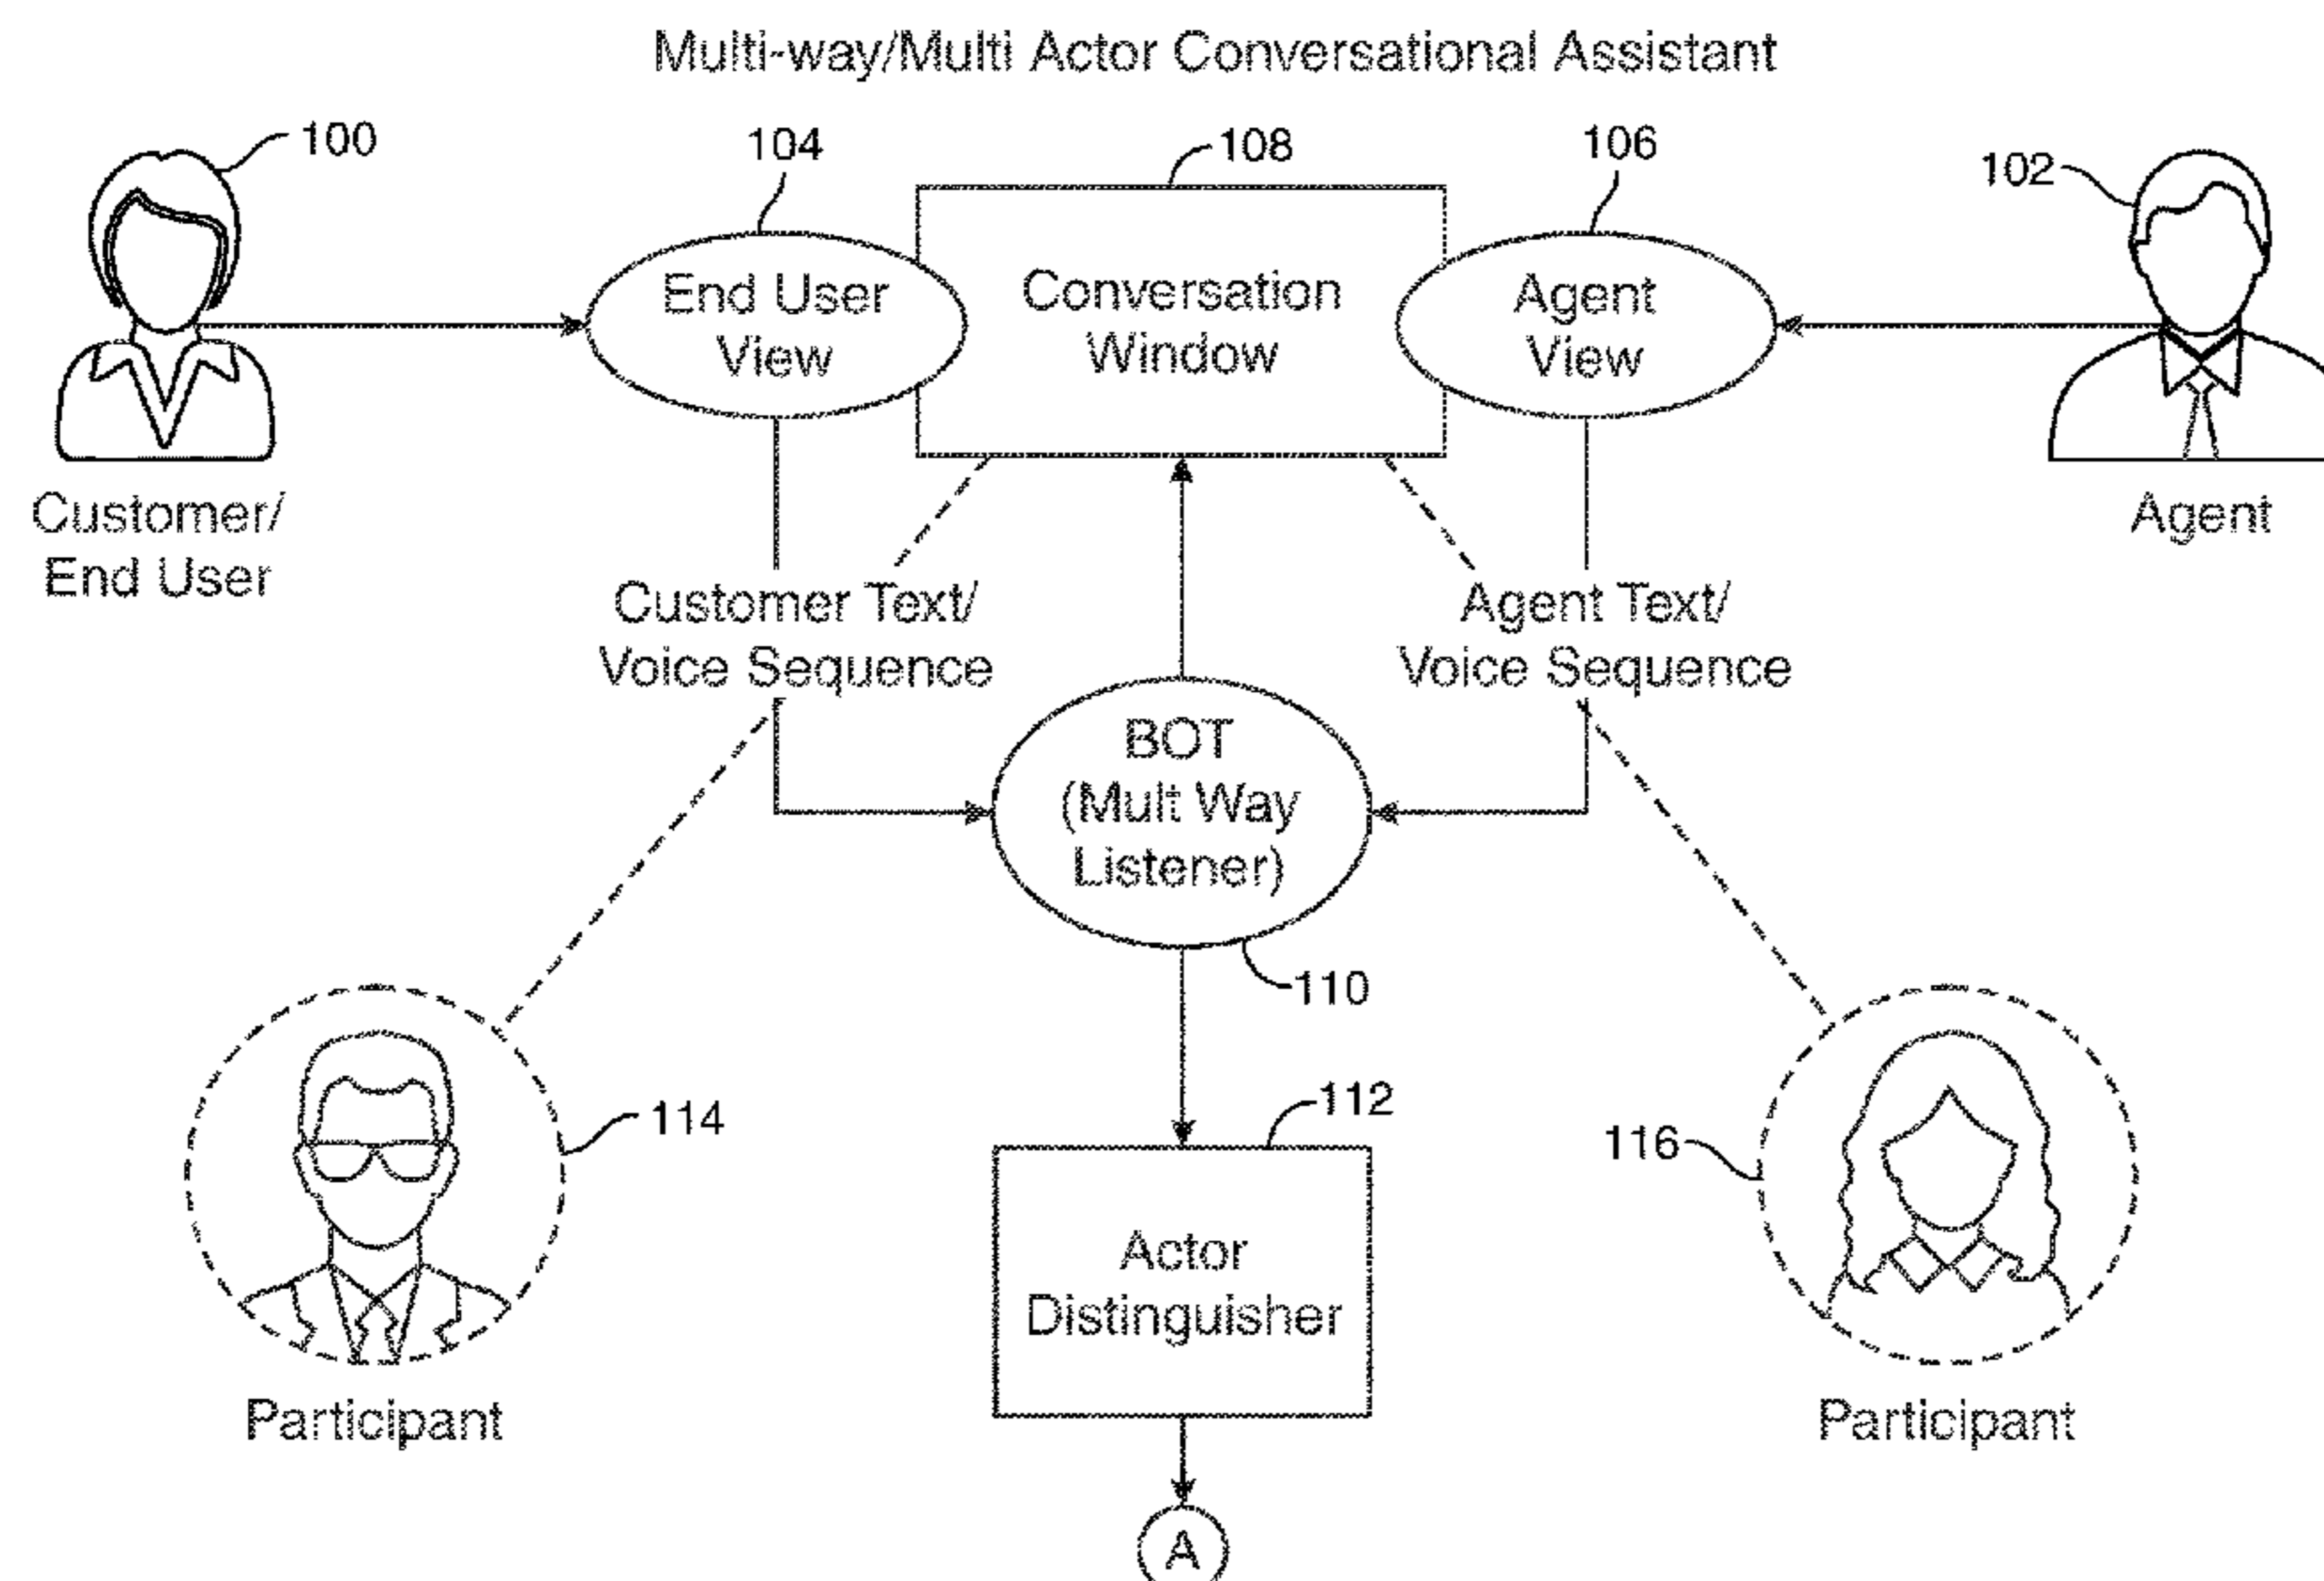 Multi-way/Multi Actor Conversational Assistant
100
104
108
106
102
End User
View
Conversation
Window
Agent
View
Customer/
End User
Agent
Customer Text/
Voice Sequence
Agent Text/
Voice Sequence
BOT
(Mult Way
Listener)
110
114
112
116
Actor
Distinguisher
Participant
Participant
A